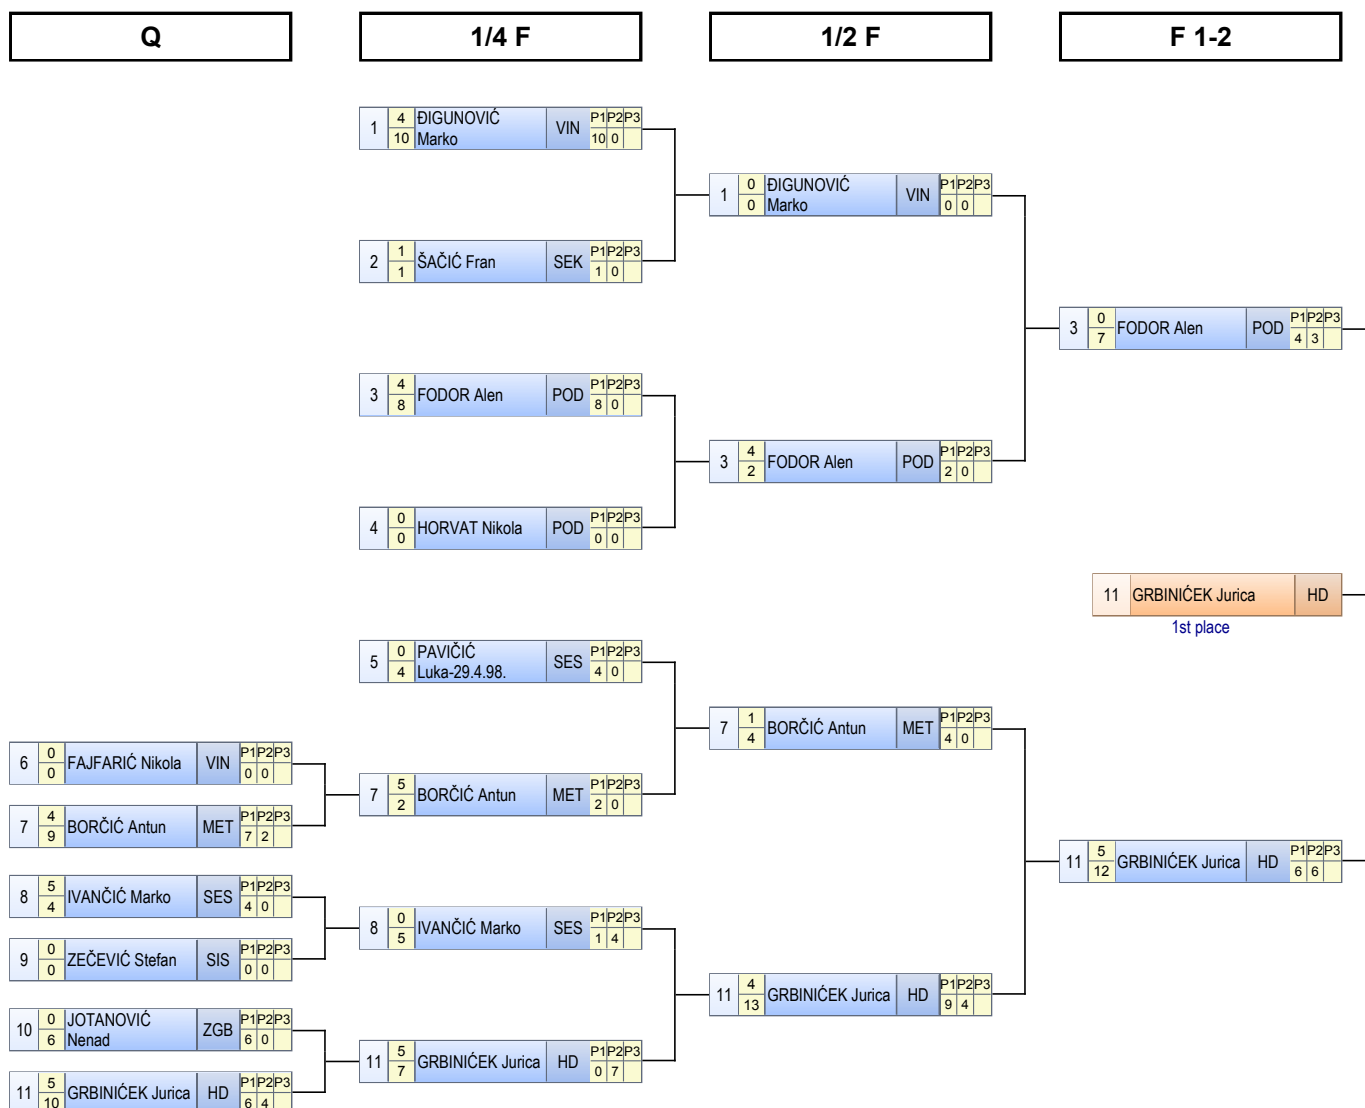 Q
1/4 F
1/2 F
F 1-2
1 4 10 ĐIGUNOVIĆ Marko VIN P1 P2 P3 10 0
2 1 1 ŠAČIĆ Fran SEK P1 P2 P3 1 0
3 4 8 FODOR Alen POD P1 P2 P3 8 0
4 0 0 HORVAT Nikola POD P1 P2 P3 0 0
5 0 4 PAVIČIĆ Luka-29.4.98. SES P1 P2 P3 4 0
6 0 0 FAJFARIĆ Nikola VIN P1 P2 P3 0 0
7 4 9 BORČIĆ Antun MET P1 P2 P3 7 2
7 5 2 BORČIĆ Antun MET P1 P2 P3 2 0
8 5 4 IVANČIĆ Marko SES P1 P2 P3 4 0
9 0 0 ZEČEVIĆ Stefan SIS P1 P2 P3 0 0
8 0 5 IVANČIĆ Marko SES P1 P2 P3 1 4
10 0 6 JOTANOVIĆ Nenad ZGB P1 P2 P3 6 0
11 5 10 GRBINIĆEK Jurica HD P1 P2 P3 6 4
11 5 7 GRBINIĆEK Jurica HD P1 P2 P3 0 7
1 0 0 ĐIGUNOVIĆ Marko VIN P1 P2 P3 0 0
3 4 2 FODOR Alen POD P1 P2 P3 2 0
7 1 4 BORČIĆ Antun MET P1 P2 P3 4 0
11 4 13 GRBINIĆEK Jurica HD P1 P2 P3 9 4
3 0 7 FODOR Alen POD P1 P2 P3 4 3
11 GRBINIĆEK Jurica HD
1st place
11 5 12 GRBINIĆEK Jurica HD P1 P2 P3 6 6